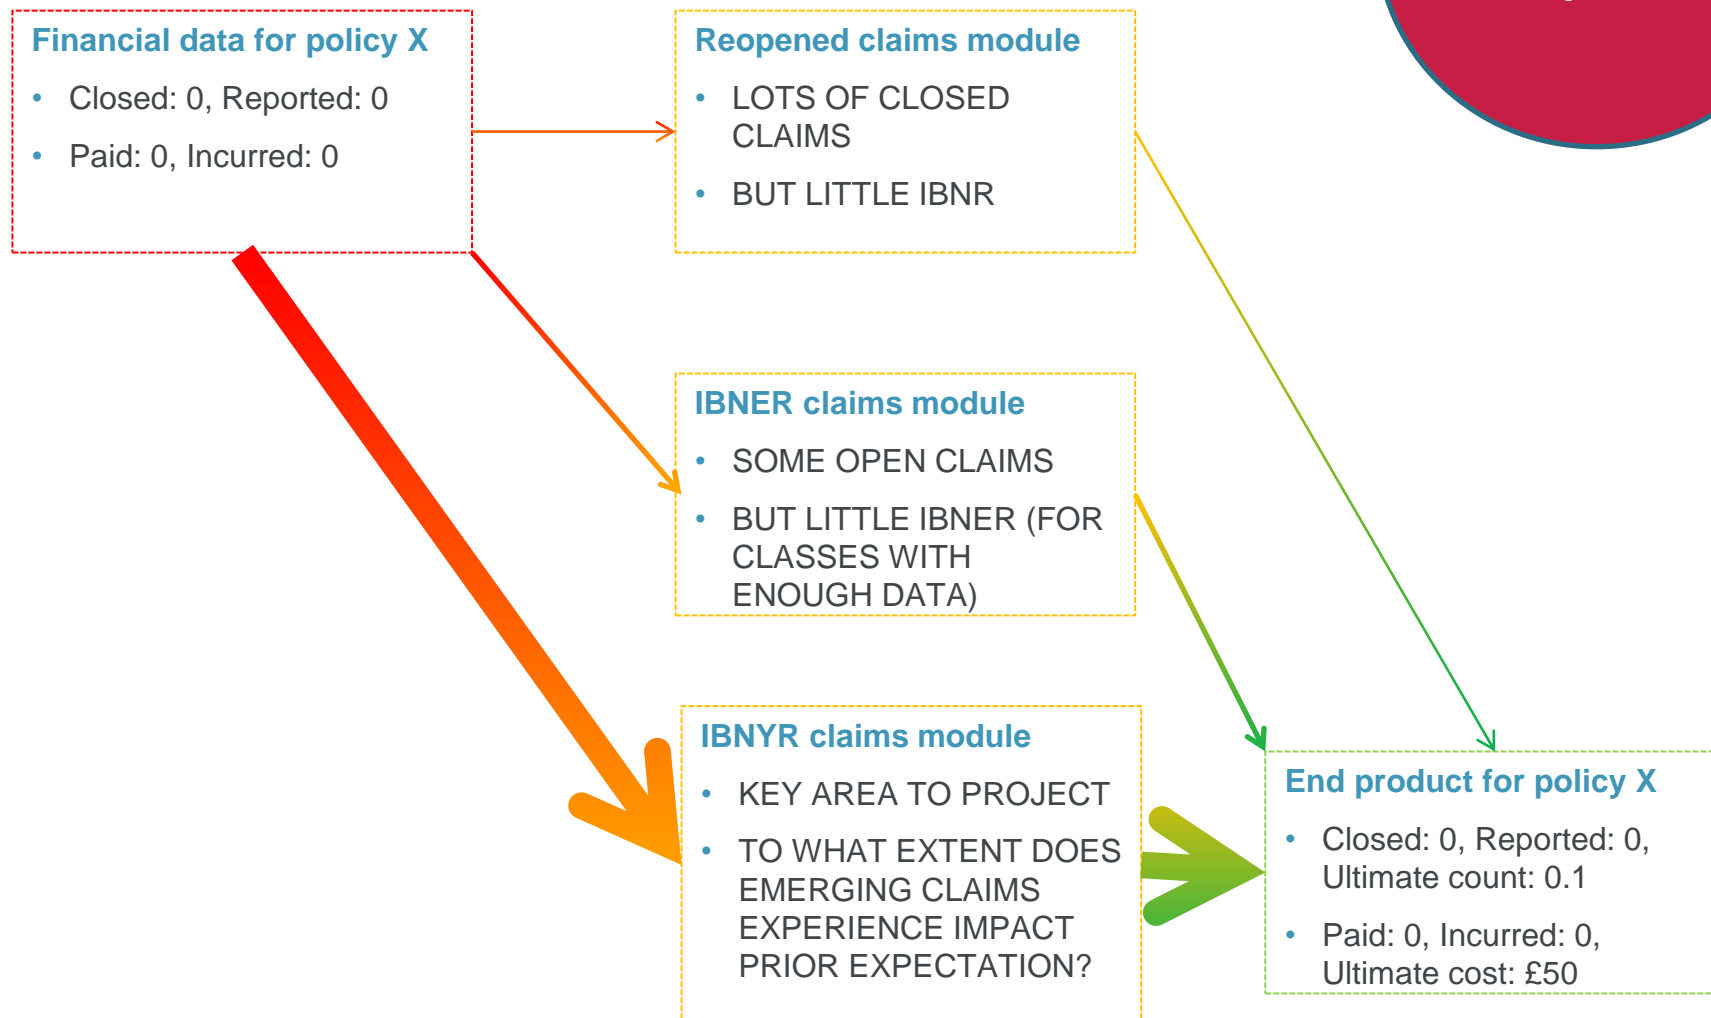 Financial data for policy X
• Closed: 0, Reported: 0
• Paid: 0, Incurred: 0
Reopened claims module
• LOTS OF CLOSED
CLAIMS
• BUT LITTLE IBNR
IBNER claims module
• SOME OPEN CLAIMS
• BUT LITTLE IBNER (FOR
CLASSES WITH
ENOUGH DATA)
IBNYR claims module
• KEY AREA TO PROJECT
• TO WHAT EXTENT DOES
EMERGING CLAIMS
EXPERIENCE IMPACT
PRIOR EXPECTATION?
End product for policy X
• Closed: 0, Reported: 0,
Ultimate count: 0.1
• Paid: 0, Incurred: 0,
Ultimate cost: £50